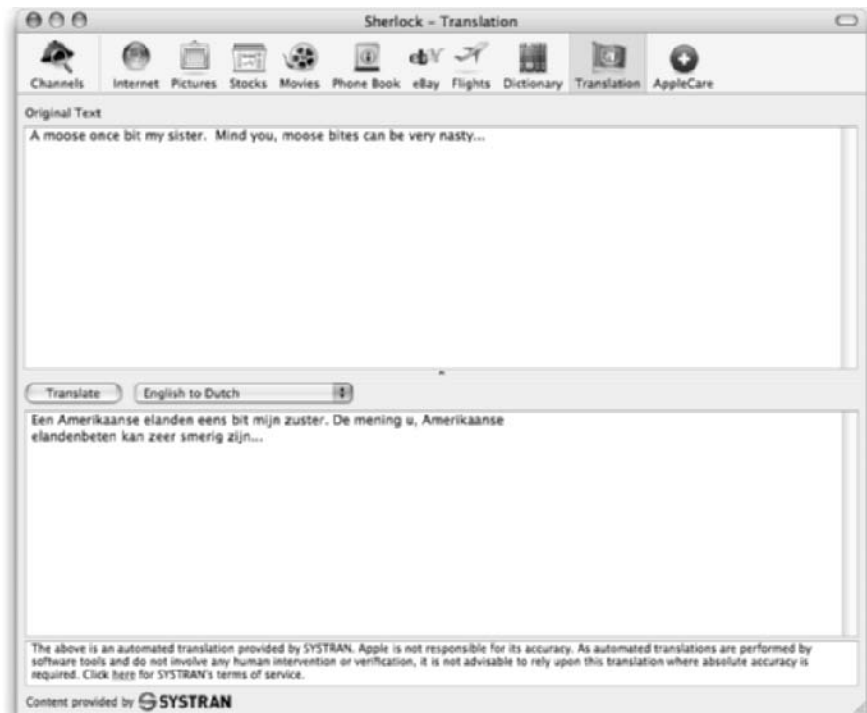 Sherlock – Translation
Channels Internet Pictures Stocks Movies Phone Book eBay Flights Dictionary Translation AppleCare
Original Text
A moose once bit my sister.  Mind you, moose bites can be very nasty...
Translate English to Dutch
Een Amerikaanse elanden eens bit mijn zuster. De mening u, Amerikaanse
elandenbeten kan zeer smerig zijn...
The above is an automated translation provided by SYSTRAN. Apple is not responsible for its accuracy. As automated translations are performed by
software tools and do not involve any human intervention or verification, it is not advisable to rely upon this translation where absolute accuracy is
required. Click here for SYSTRAN's terms of service.
Content provided by SYSTRAN